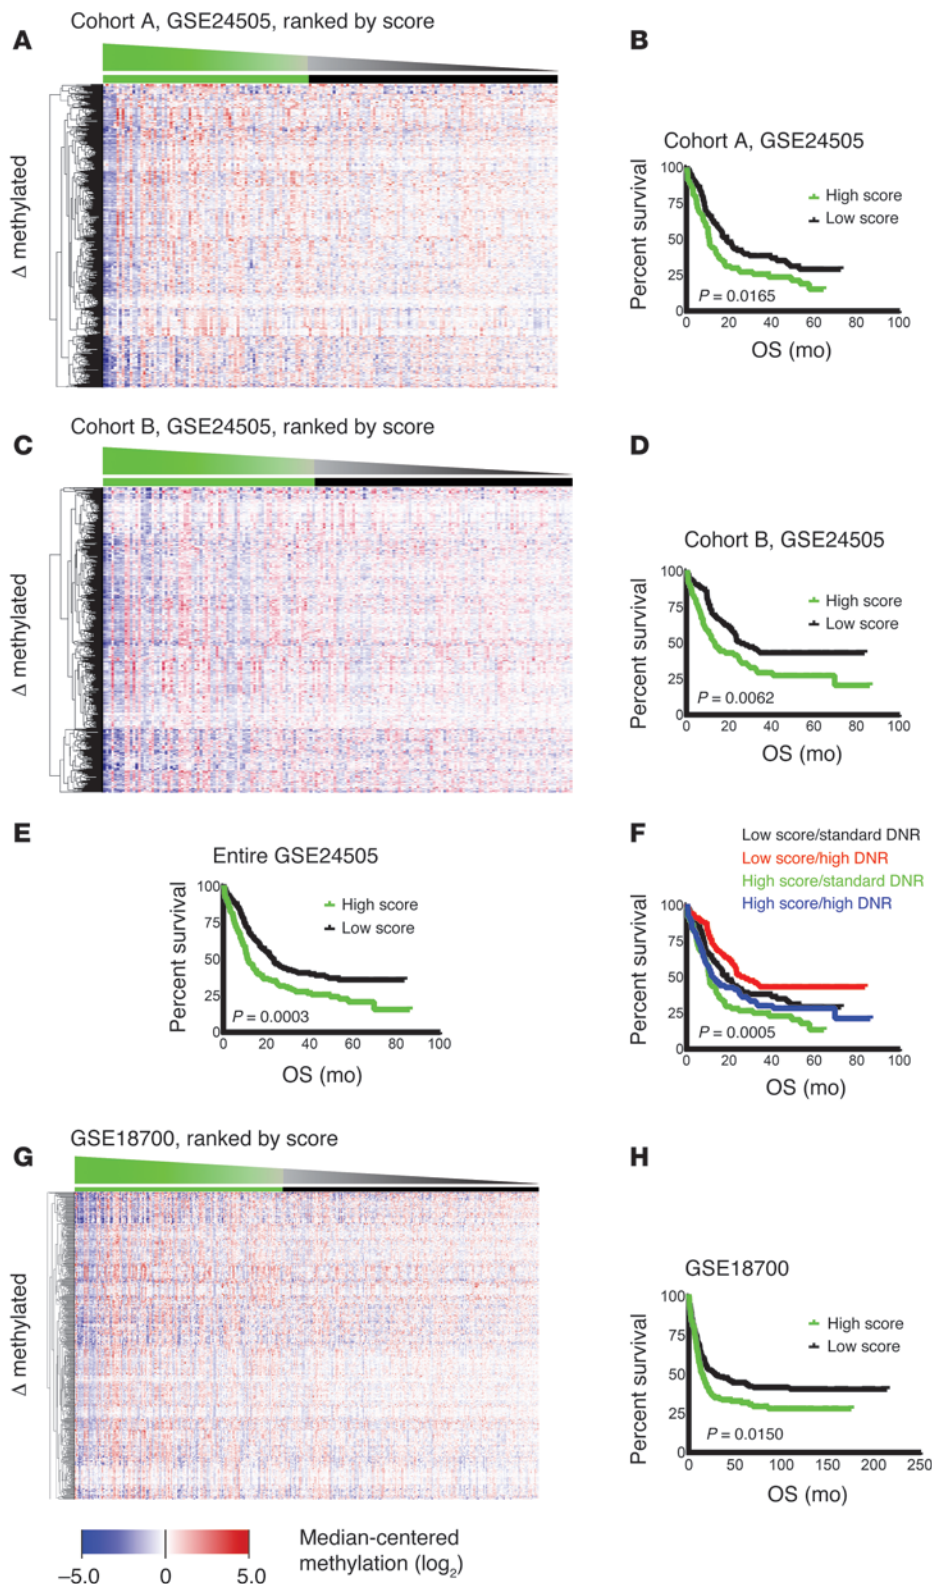 A
Cohort A, GSE24505, ranked by score
Δ methylated
B
Cohort A, GSE24505
Percent survival
100
75
50
25
0
High score
Low score
P = 0.0165
0 20 40 60 80 100
OS (mo)
C
Cohort B, GSE24505, ranked by score
Δ methylated
D
Cohort B, GSE24505
Percent survival
100
75
50
25
0
High score
Low score
P = 0.0062
0 20 40 60 80 100
OS (mo)
E
Entire GSE24505
Percent survival
100
75
50
25
0
High score
Low score
P = 0.0003
0 20 40 60 80 100
OS (mo)
F
Low score/standard DNR
Low score/high DNR
High score/standard DNR
High score/high DNR
Percent survival
100
75
50
25
0
P = 0.0005
0 20 40 60 80 100
OS (mo)
G
GSE18700, ranked by score
Δ methylated
H
GSE18700
Percent survival
100
75
50
25
0
High score
Low score
P = 0.0150
0 50 100 150 200 250
OS (mo)
−5.0 0 5.0
Median-centered
methylation (log₂)